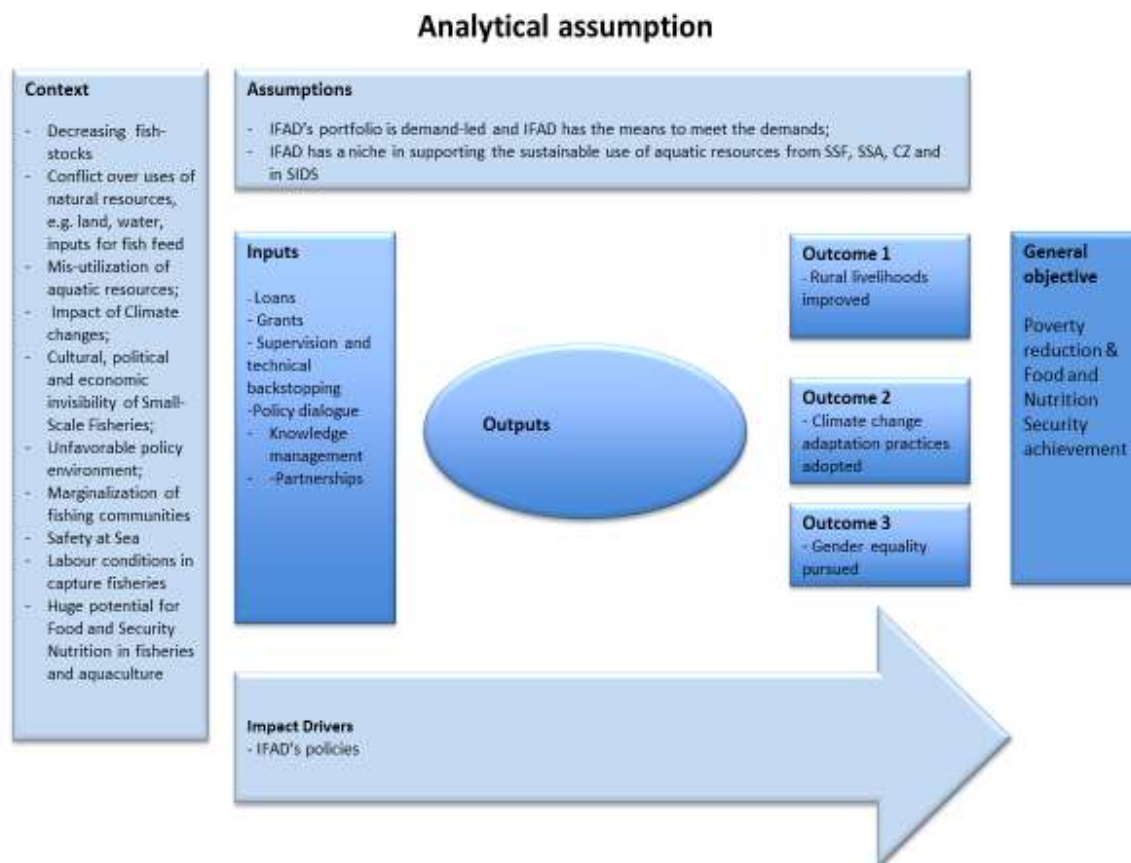 Analytical assumption
Context
- Decreasing fish-
stocks
- Conflict over uses of
natural resources,
e.g. land, water,
inputs for fish feed
- Mis-utilization of
aquatic resources;
- Impact of Climate
changes;
- Cultural, political
and economic
invisibility of Small-
Scale Fisheries;
- Unfavorable policy
environment;
- Marginalization of
fishing communities
- Safety at Sea
- Labour conditions in
capture fisheries
- Huge potential for
Food and Security
Nutrition in fisheries
and aquaculture
Assumptions
- IFAD's portfolio is demand-led and IFAD has the means to meet the demands;
- IFAD has a niche in supporting the sustainable use of aquatic resources from SSF, SSA, CZ and
in SIDS
Inputs
- Loans
- Grants
- Supervision and
technical
backstopping
-Policy dialogue
- Knowledge
management
- -Partnerships
Outputs
Outcome 1
- Rural livelihoods
improved
Outcome 2
- Climate change
adaptation practices
adopted
Outcome 3
- Gender equality
pursued
General
objective
Poverty
reduction &
Food and
Nutrition
Security
achievement
Impact Drivers
- IFAD's policies